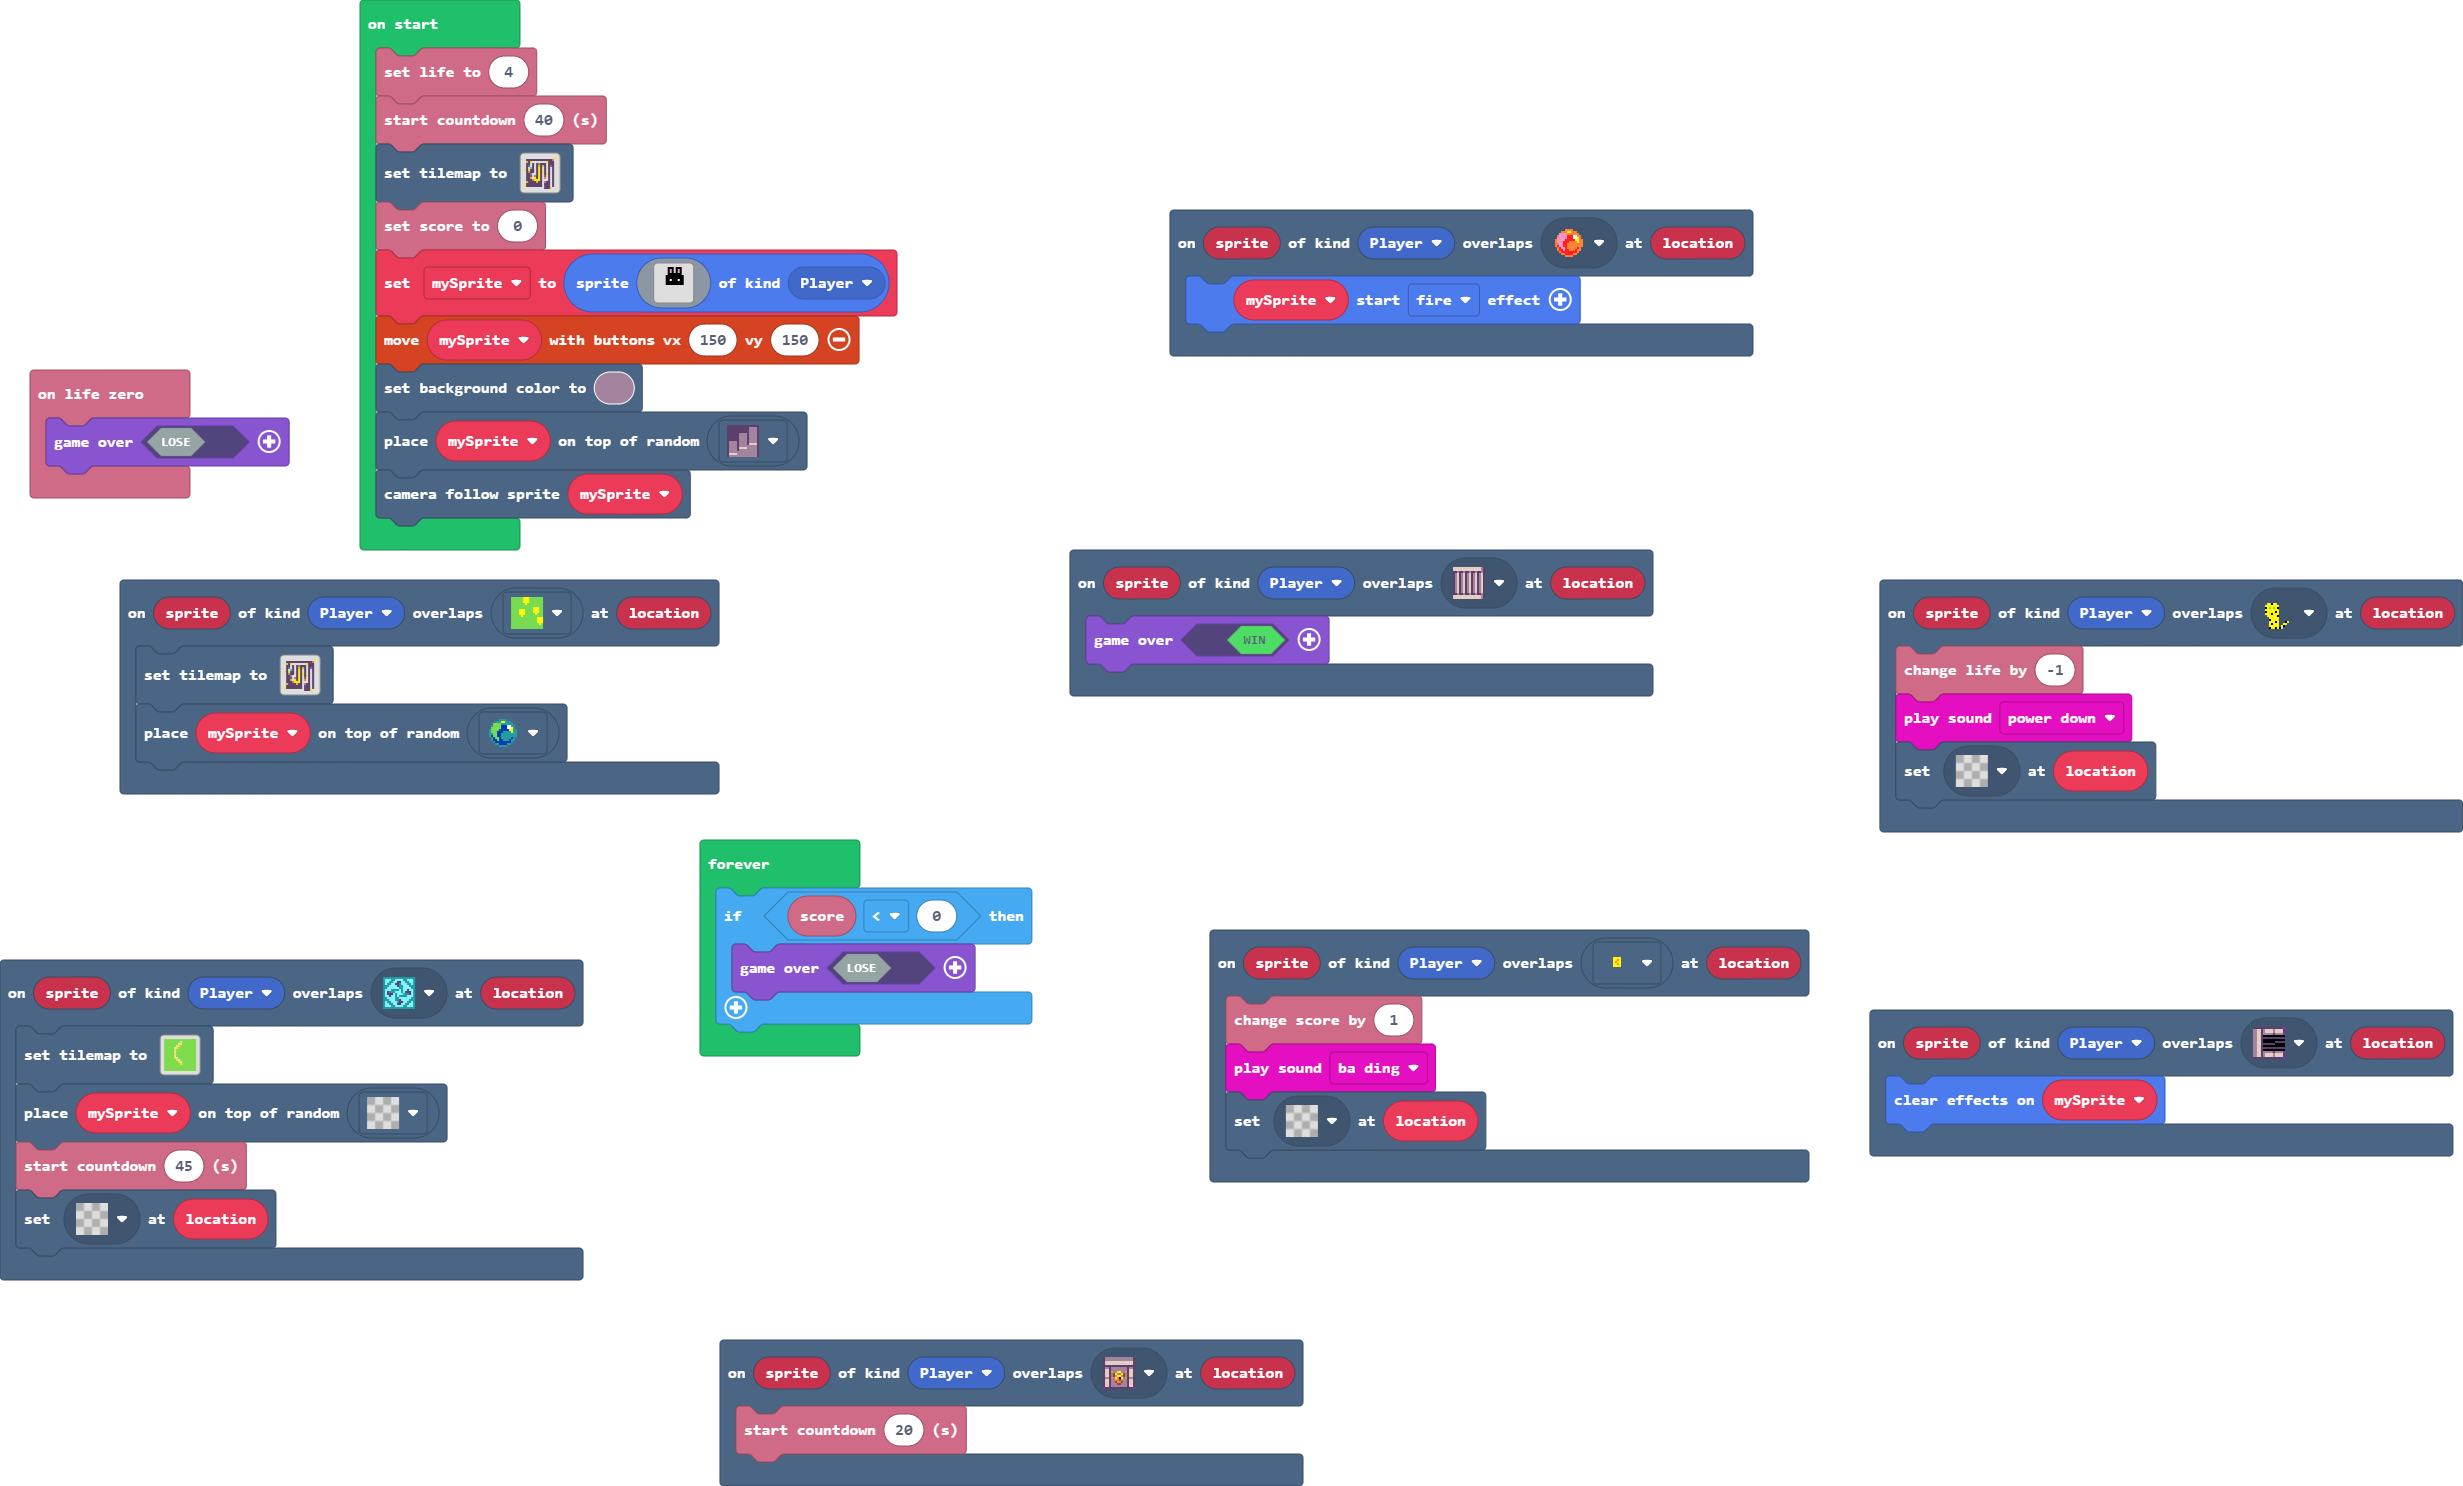 on start
set life to 4
start countdown 40 (s)
set tilemap to
set score to 0
set mySprite to sprite of kind Player
move mySprite with buttons vx 150 vy 150
set background color to
place mySprite on top of random
camera follow sprite mySprite
on life zero
game over LOSE
on sprite of kind Player overlaps at location
mySprite start fire effect
on sprite of kind Player overlaps at location
game over WIN
on sprite of kind Player overlaps at location
change life by -1
play sound power down
set at location
on sprite of kind Player overlaps at location
set tilemap to
place mySprite on top of random
forever
if score < 0 then
game over LOSE
on sprite of kind Player overlaps at location
change score by 1
play sound ba ding
set at location
on sprite of kind Player overlaps at location
set tilemap to
place mySprite on top of random
start countdown 45 (s)
set at location
on sprite of kind Player overlaps at location
clear effects on mySprite
on sprite of kind Player overlaps at location
start countdown 20 (s)